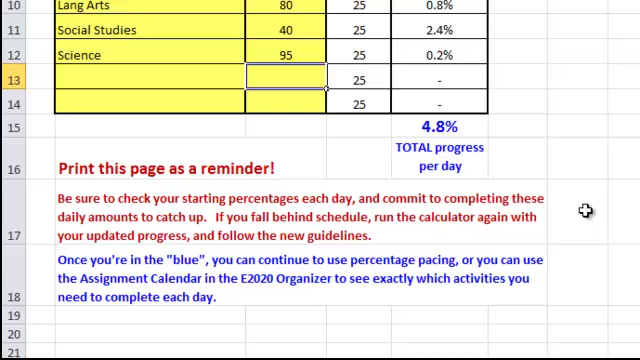 10 Lang Arts 80 25 0.8%
11 Social Studies 40 25 2.4%
12 Science 95 25 0.2%
13 25 -
14 25 -
15 4.8%
TOTAL progress
per day
16 Print this page as a reminder!
Be sure to check your starting percentages each day, and commit to completing these
daily amounts to catch up. If you fall behind schedule, run the calculator again with
17 your updated progress, and follow the new guidelines.
Once you're in the "blue", you can continue to use percentage pacing, or you can use
the Assignment Calendar in the E2020 Organizer to see exactly which activities you
18 need to complete each day.
19
20
21